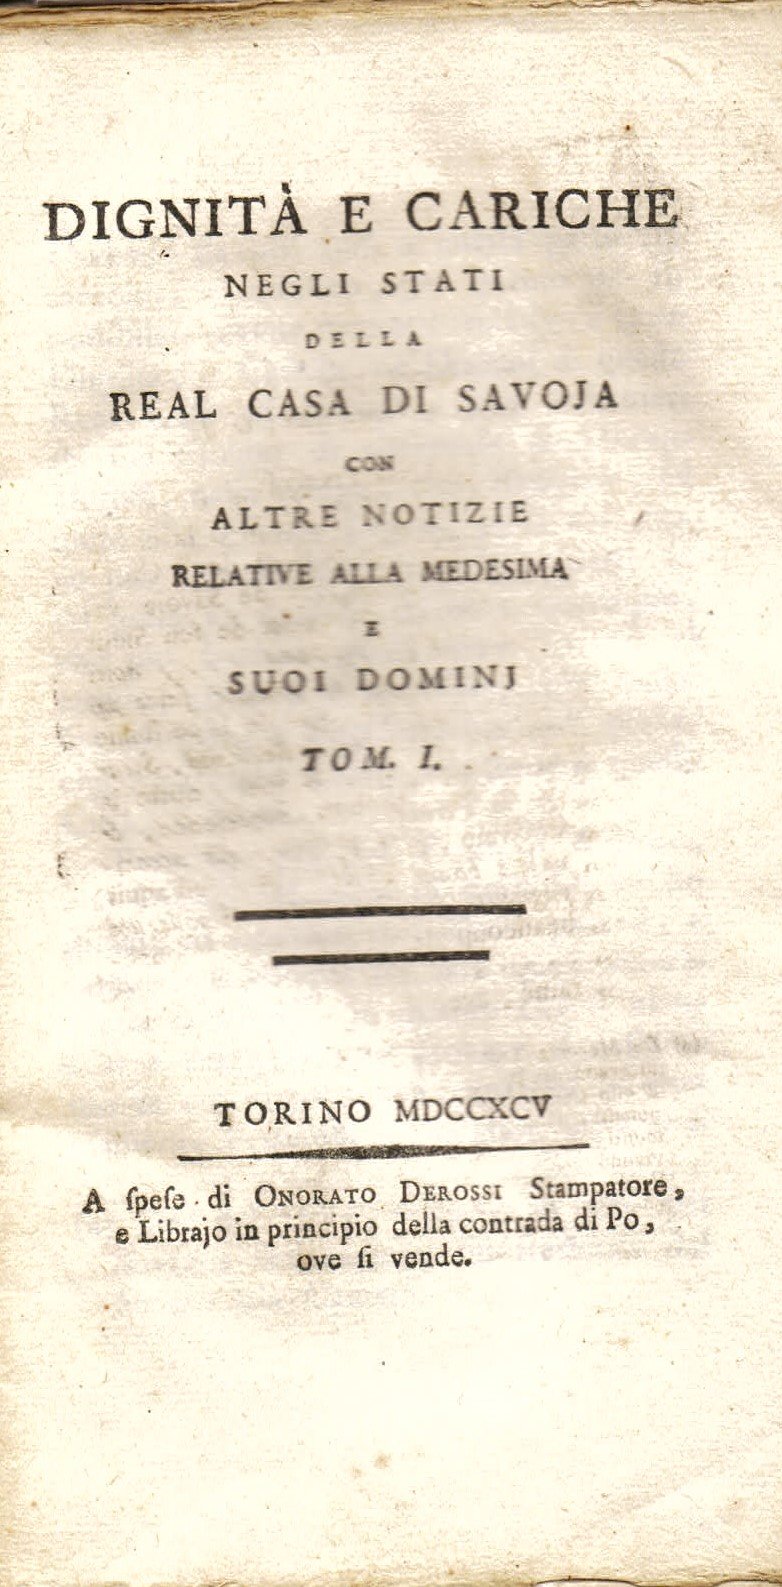 DIGNITÀ E CARICHE
NEGLI STATI
DELLA
REAL CASA DI SAVOJA
CON
ALTRE NOTIZIE
RELATIVE ALLA MEDESIMA
E
SUOI DOMINJ
TOM. I.
TORINO MDCCXCV
A ſpeſe di ONORATO DEROSSI Stampatore,
e Librajo in principio della contrada di Po,
ove ſi vende.